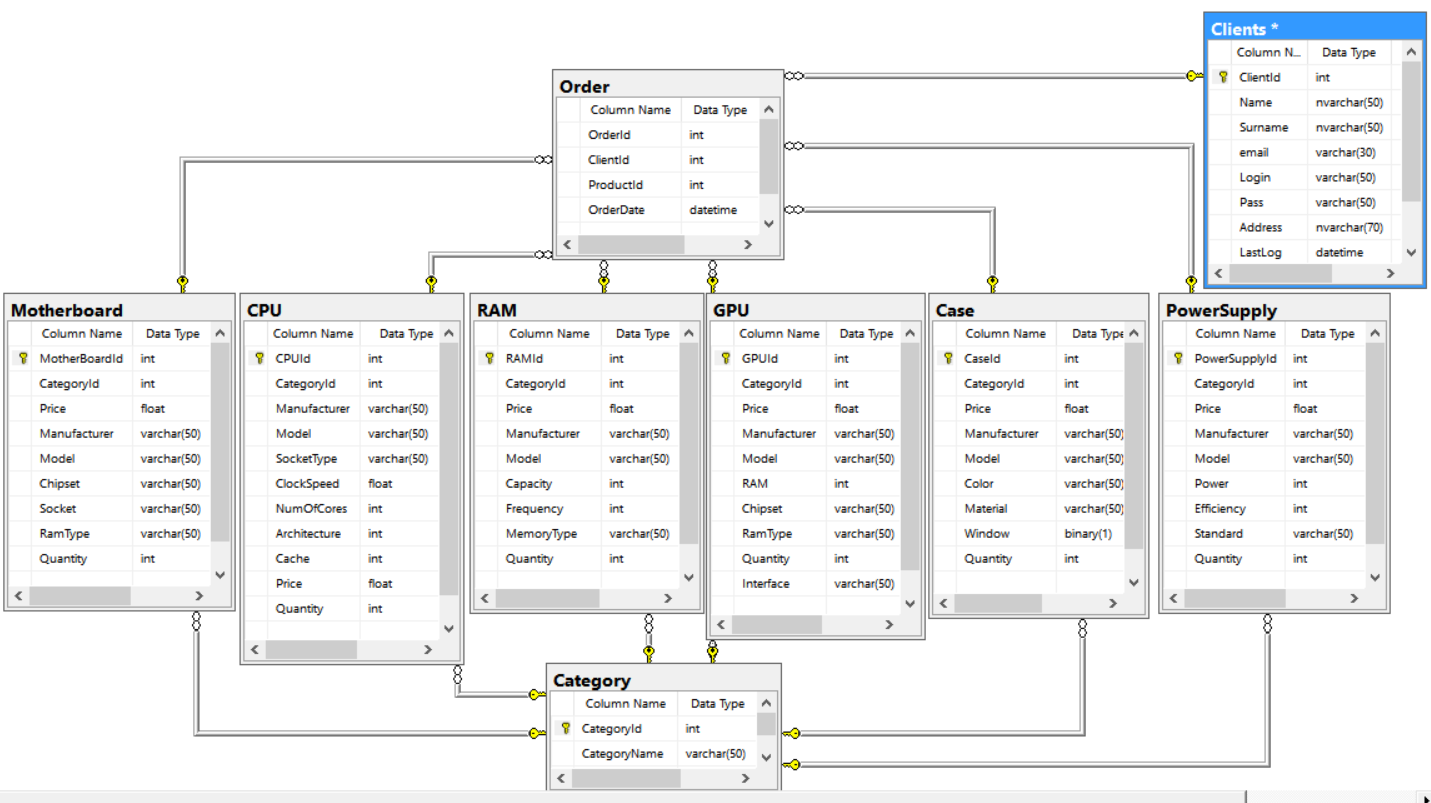 Clients *
Column N... Data Type
ClientId int
Name nvarchar(50)
Surname nvarchar(50)
email varchar(30)
Login varchar(50)
Pass varchar(50)
Address nvarchar(70)
LastLog datetime
Order
Column Name Data Type
OrderId int
ClientId int
ProductId int
OrderDate datetime
Motherboard
Column Name Data Type
MotherBoardId int
CategoryId int
Price float
Manufacturer varchar(50)
Model varchar(50)
Chipset varchar(50)
Socket varchar(50)
RamType varchar(50)
Quantity int
CPU
Column Name Data Type
CPUId int
CategoryId int
Manufacturer varchar(50)
Model varchar(50)
SocketType varchar(50)
ClockSpeed float
NumOfCores int
Architecture int
Cache int
Price float
Quantity int
RAM
Column Name Data Type
RAMId int
CategoryId int
Price float
Manufacturer varchar(50)
Model varchar(50)
Capacity int
Frequency int
MemoryType varchar(50)
Quantity int
GPU
Column Name Data Type
GPUId int
CategoryId int
Price float
Manufacturer varchar(50)
Model varchar(50)
RAM int
Chipset varchar(50)
RamType varchar(50)
Quantity int
Interface varchar(50)
Case
Column Name Data Type
CaseId int
CategoryId int
Price float
Manufacturer varchar(50)
Model varchar(50)
Color varchar(50)
Material varchar(50)
Window binary(1)
Quantity int
PowerSupply
Column Name Data Type
PowerSupplyId int
CategoryId int
Price float
Manufacturer varchar(50)
Model varchar(50)
Power int
Efficiency int
Standard varchar(50)
Quantity int
Category
Column Name Data Type
CategoryId int
CategoryName varchar(50)